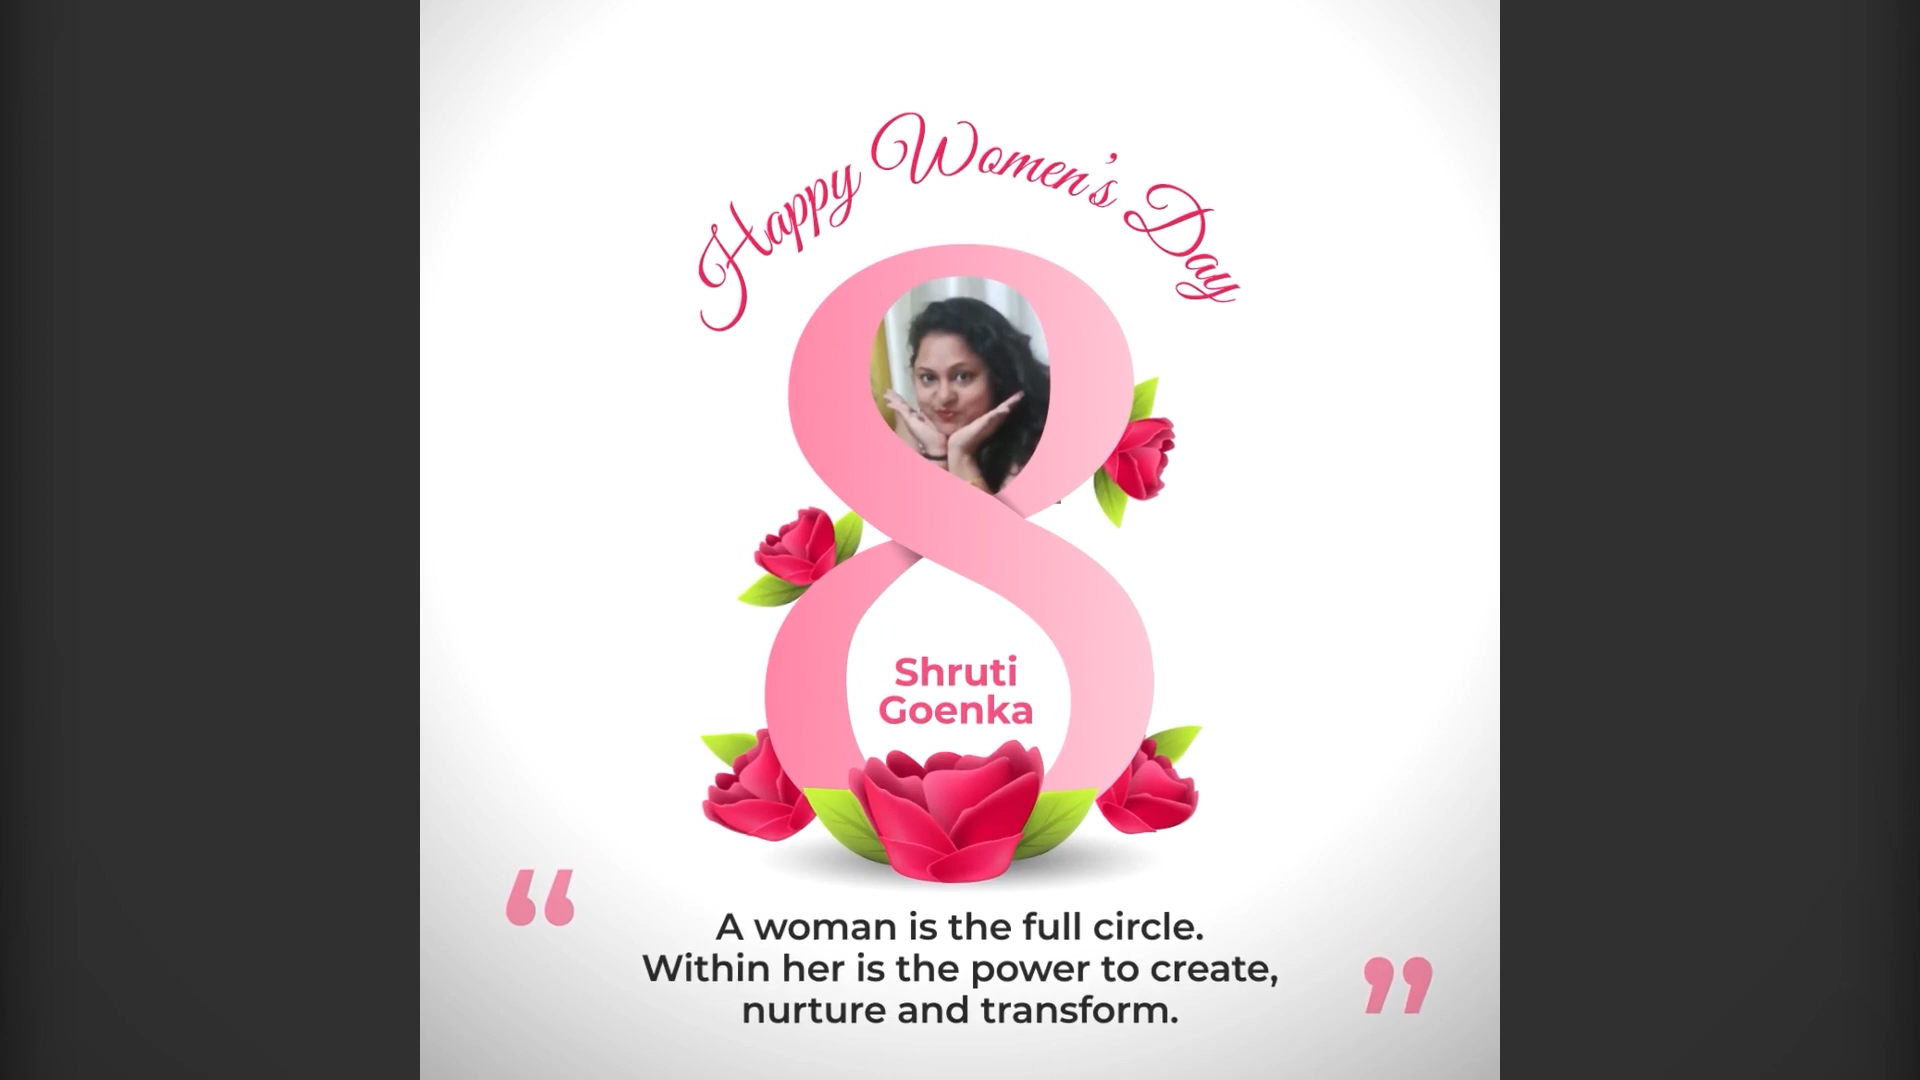 Happy Women's Day
8
Shruti
Goenka
“
A woman is the full circle.
Within her is the power to create,
nurture and transform.
”